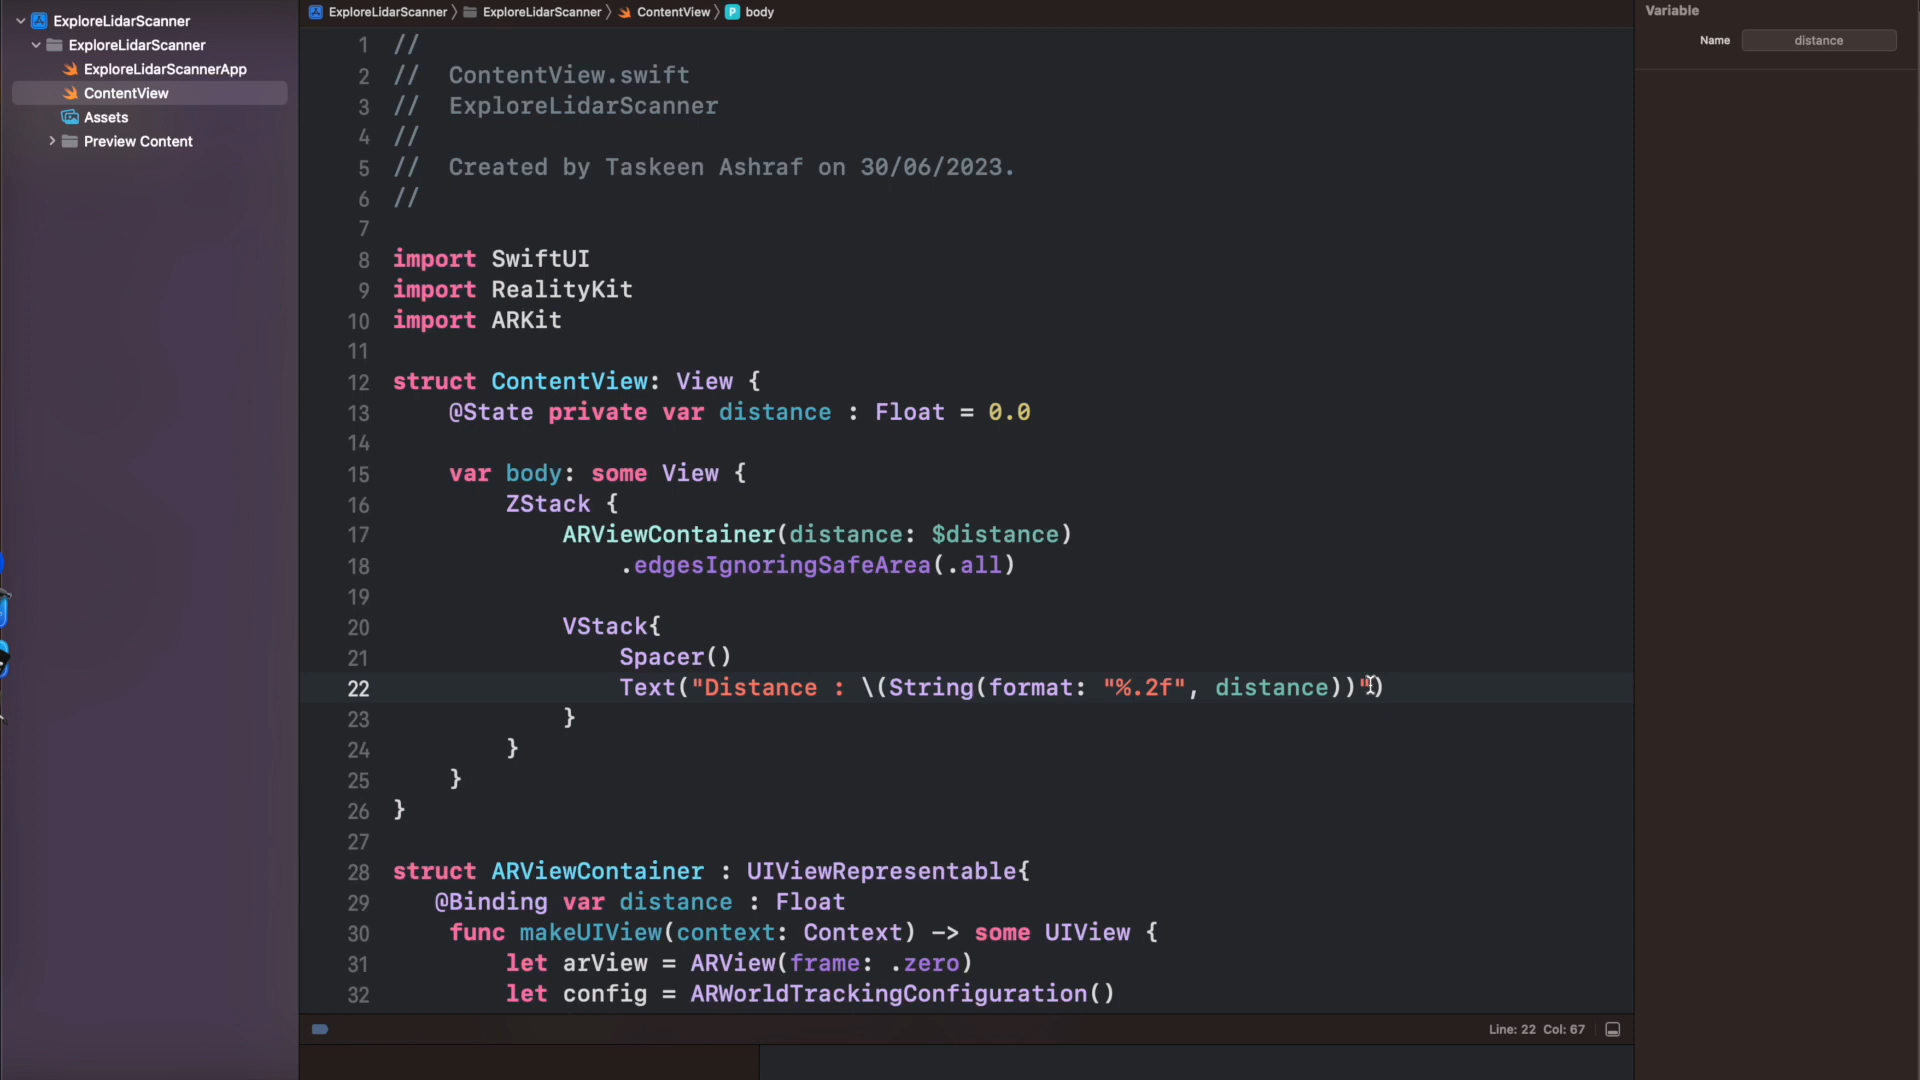 ExploreLidarScanner
ExploreLidarScanner
ExploreLidarScannerApp
ContentView
Assets
Preview Content
ExploreLidarScanner ExploreLidarScanner ContentView P body
1 //
2 //  ContentView.swift
3 //  ExploreLidarScanner
4 //
5 //  Created by Taskeen Ashraf on 30/06/2023.
6 //
7
8 import SwiftUI
9 import RealityKit
10 import ARKit
11
12 struct ContentView: View {
13     @State private var distance : Float = 0.0
14
15     var body: some View {
16         ZStack {
17             ARViewContainer(distance: $distance)
18                 .edgesIgnoringSafeArea(.all)
19
20             VStack{
21                 Spacer()
22                 Text("Distance : \(String(format: "%.2f", distance))")
23             }
24         }
25     }
26 }
27
28 struct ARViewContainer : UIViewRepresentable{
29    @Binding var distance : Float
30     func makeUIView(context: Context) -> some UIView {
31         let arView = ARView(frame: .zero)
32         let config = ARWorldTrackingConfiguration()
Line: 22 Col: 67
Variable
Name distance